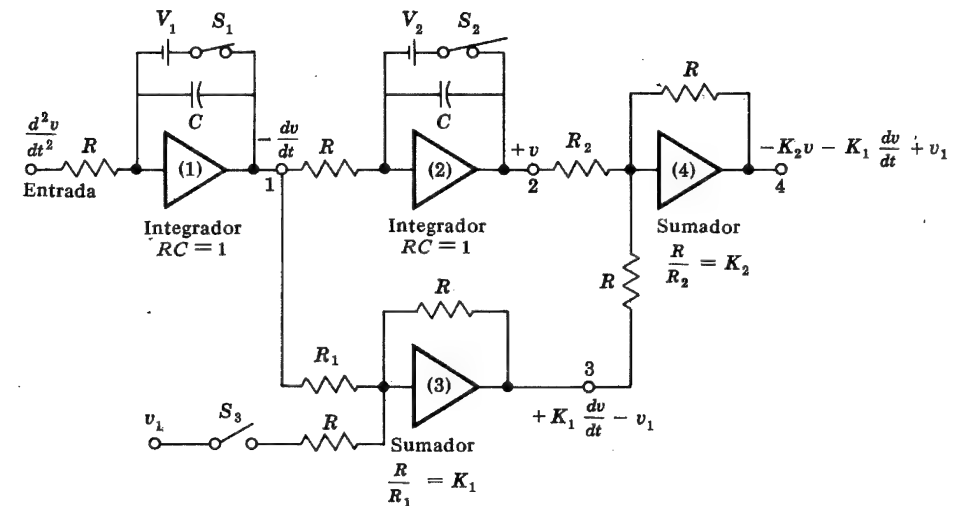 V₁ S₁
V₂ S₂
R
C
C
d²v/dt²
R
(1)
− dv/dt
R
(2)
+v
R₂
(4)
−K₂v − K₁ dv/dt + v₁
Entrada
1
2
4
Integrador
RC = 1
Integrador
RC = 1
Sumador
R/R₂ = K₂
R
R
R₁
(3)
3
+K₁ dv/dt − v₁
v₁
S₃
R
Sumador
R/R₁ = K₁